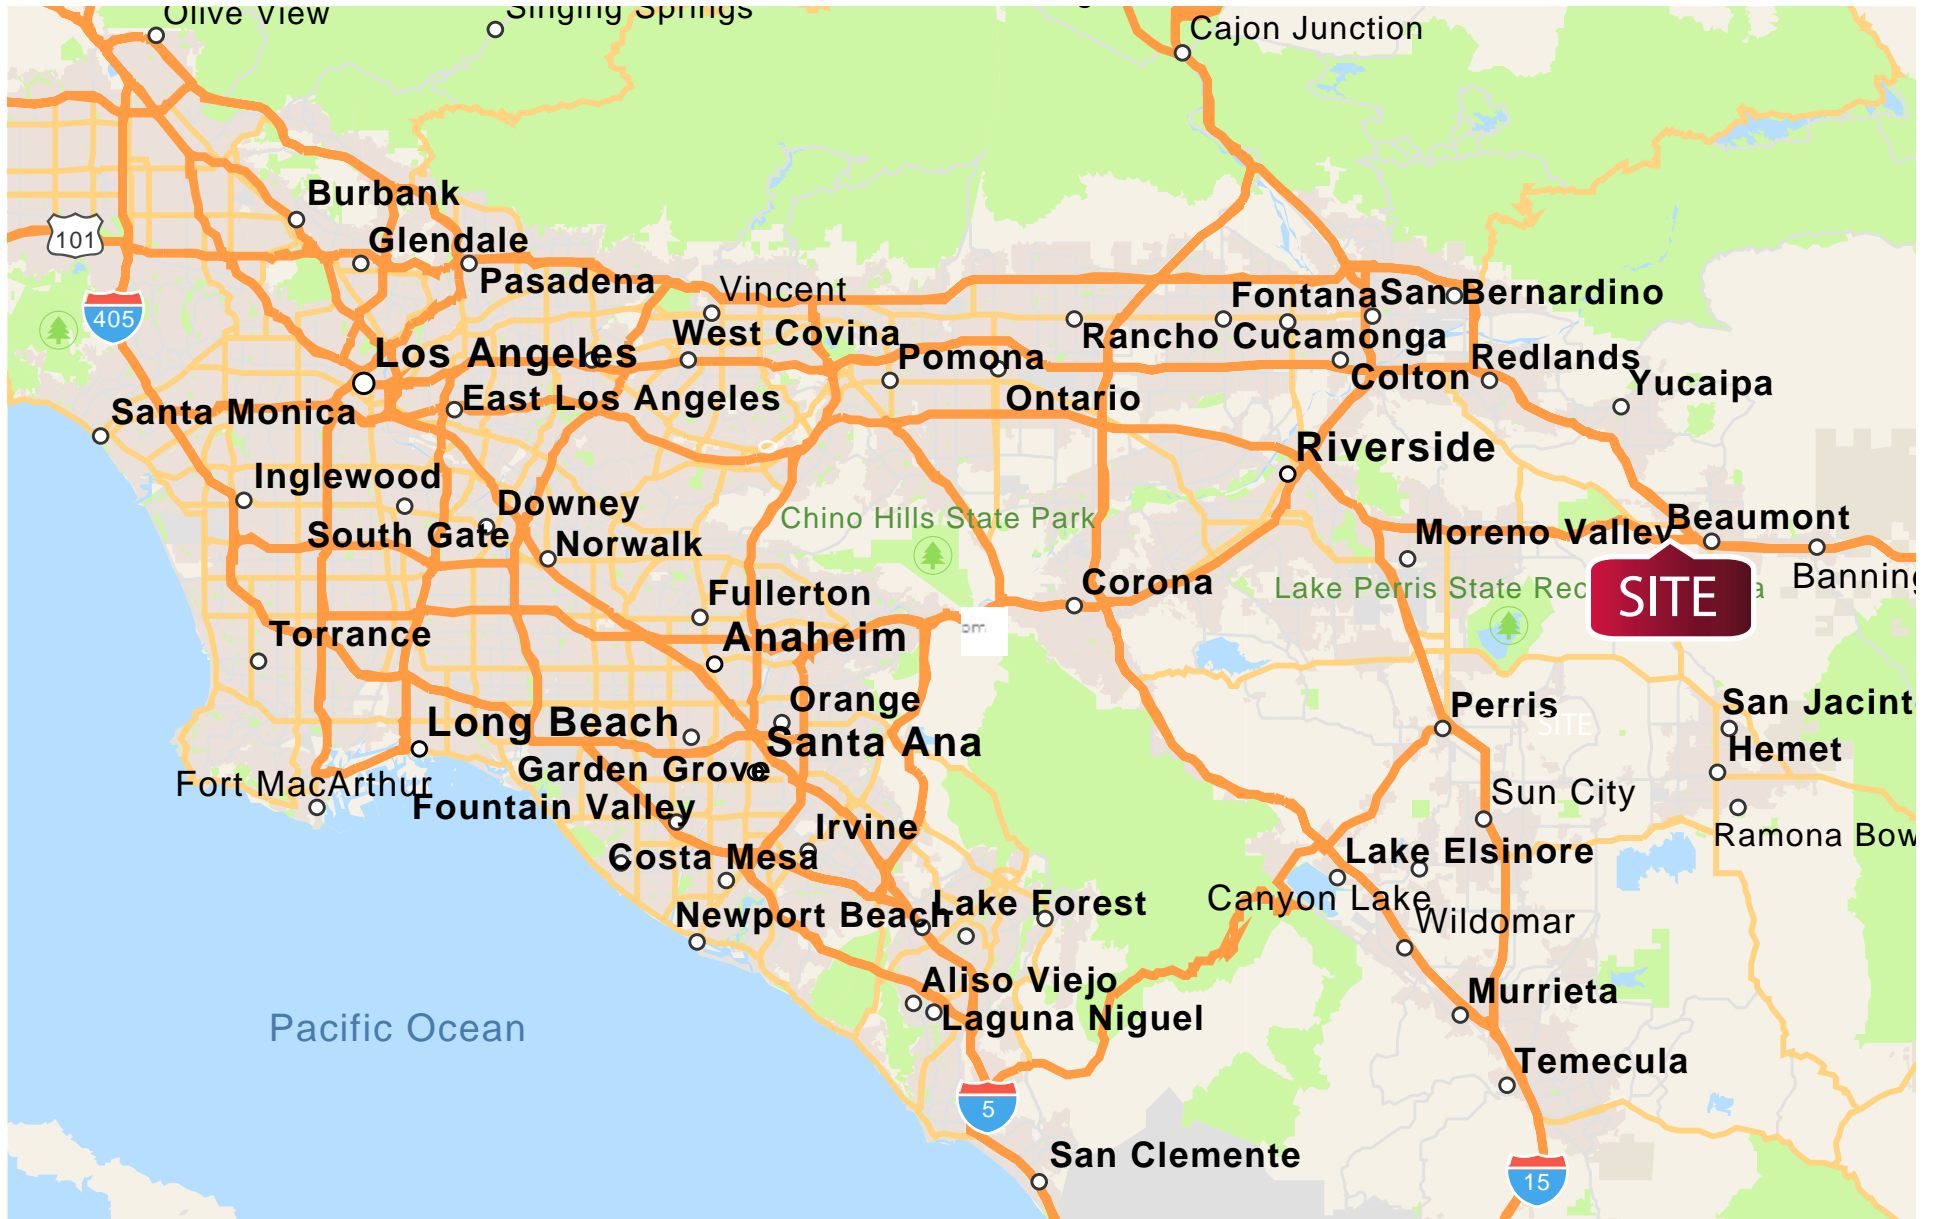 Olive View
Singing Springs
Cajon Junction
Burbank
101
Glendale
Pasadena
Vincent
Fontana
San Bernardino
405
West Covina
Rancho Cucamonga
Los Angeles
Pomona
Redlands
Colton
Yucaipa
East Los Angeles
Ontario
Santa Monica
Riverside
Inglewood
Downey
Chino Hills State Park
Beaumont
South Gate
Norwalk
Moreno Valley
Banning
Corona
Lake Perris State Rec
a
SITE
Fullerton
om
Torrance
Anaheim
Orange
Perris
San Jacint
SITE
Long Beach
Santa Ana
Hemet
Garden Grove
Fort MacArthur
Sun City
Fountain Valley
Irvine
Ramona Bow
Costa Mesa
Lake Elsinore
Canyon Lake
Newport Beach
Lake Forest
Wildomar
Aliso Viejo
Murrieta
Laguna Niguel
Pacific Ocean
Temecula
5
San Clemente
15